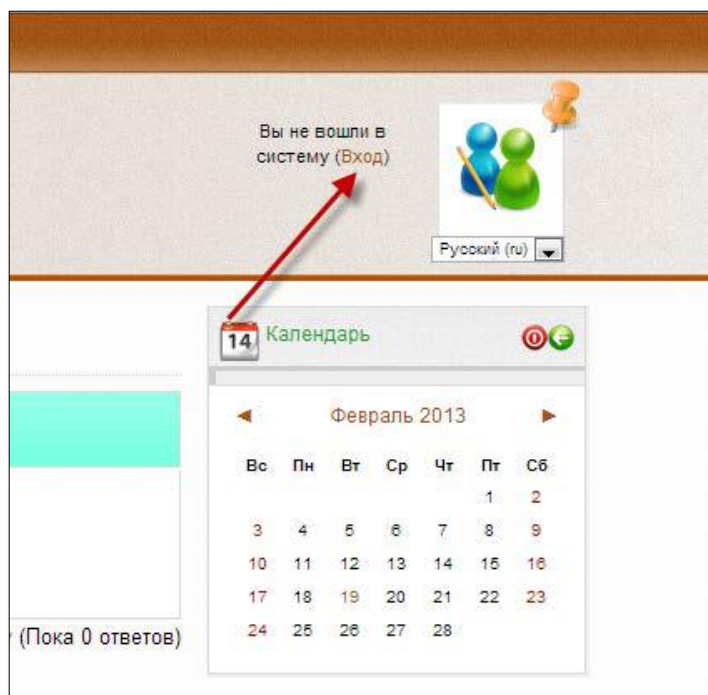 Вы не вошли в
систему (Вход)
Русский (ru)
14 Календарь
Февраль 2013
Вс Пн Вт Ср Чт Пт Сб
1 2
3 4 5 6 7 8 9
10 11 12 13 14 15 16
17 18 19 20 21 22 23
24 25 26 27 28
(Пока 0 ответов)